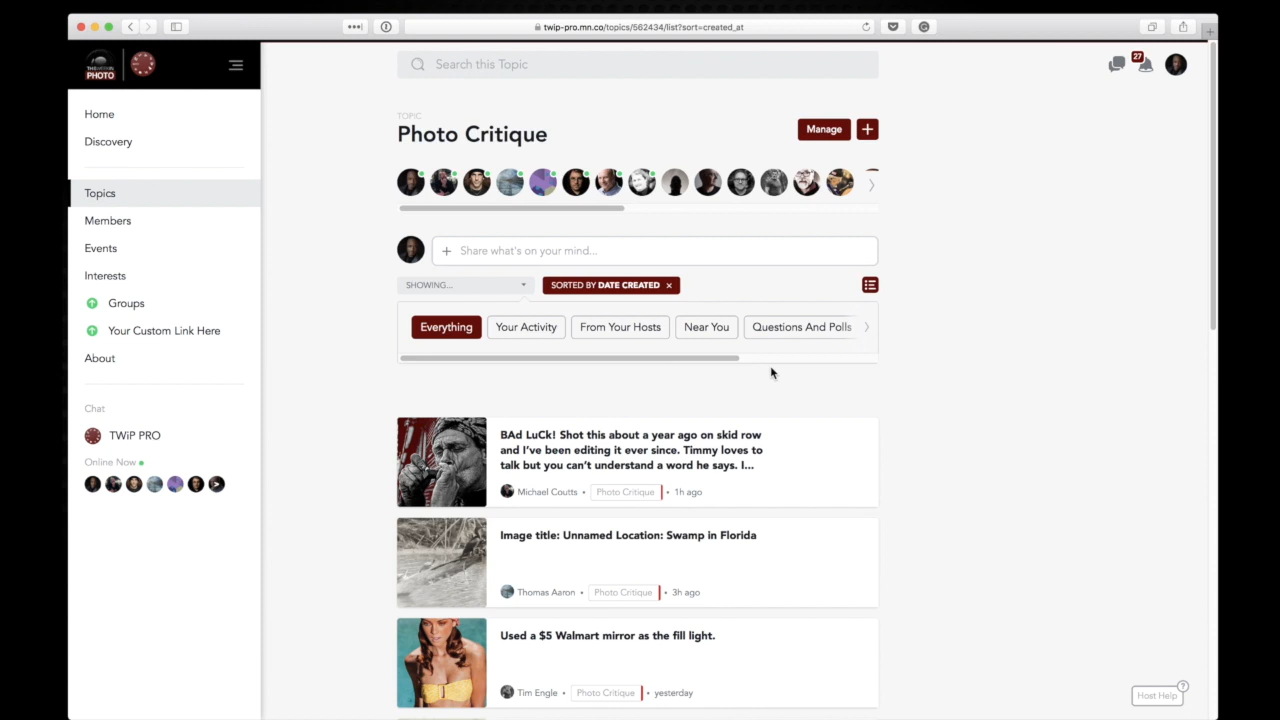 twip-pro.mn.co/topics/562434/list?sort=created_at
PHOTO
Search this Topic
27
Home
Discovery
Topics
Members
Events
Interests
Groups
Your Custom Link Here
About
Chat
TWiP PRO
Online Now
TOPIC
Photo Critique
Manage
Share what's on your mind...
SHOWING...
SORTED BY DATE CREATED ×
Everything
Your Activity
From Your Hosts
Near You
Questions And Polls
BAd LuCk! Shot this about a year ago on skid row
and I've been editing it ever since. Timmy loves to
talk but you can't understand a word he says. I...
Michael Coutts • Photo Critique • 1h ago
Image title: Unnamed Location: Swamp in Florida
Thomas Aaron • Photo Critique • 3h ago
Used a $5 Walmart mirror as the fill light.
Tim Engle • Photo Critique • yesterday
Host Help
?